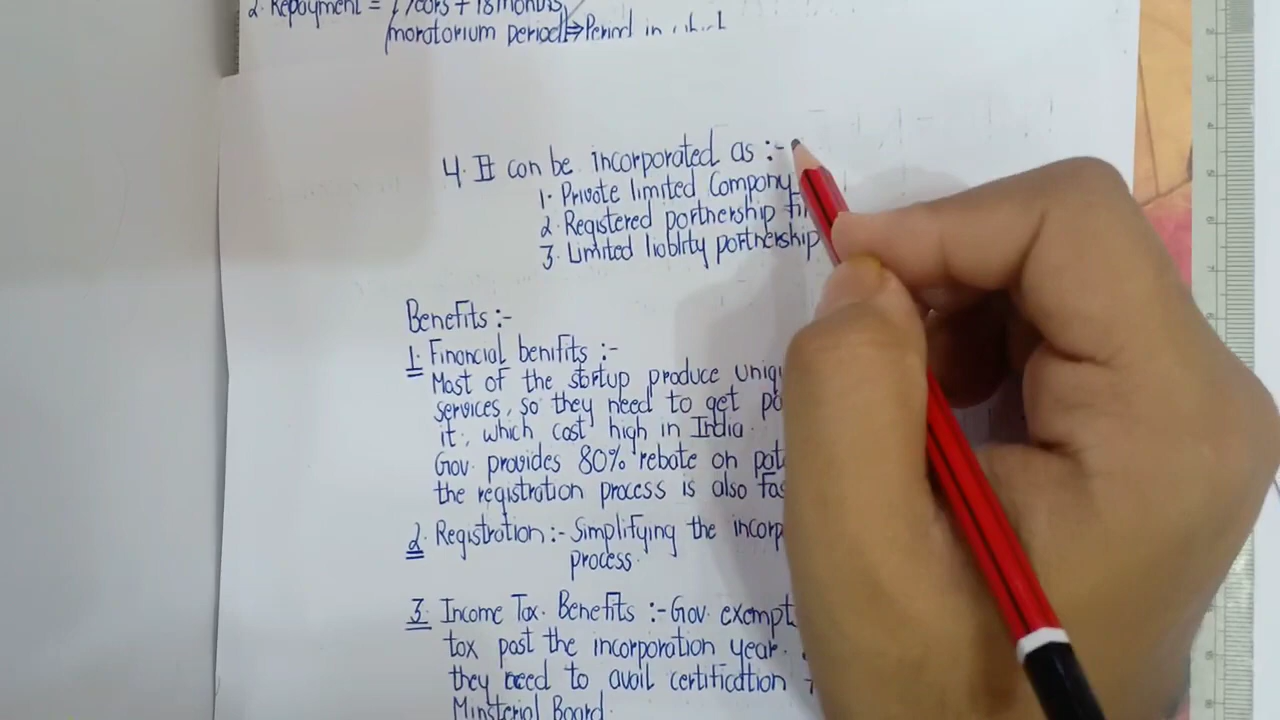 2. Repayment = 7 years + 18 months
(moratorium period⇒Period in
4. It can be incorporated as :-
1. Private limited Company
2. Registered partnership
3. Limited liablity partnership
Benefits :-
1. Financial benifits :-
Most of the startup produce
services, so they need to get
it, which cost high in India.
Gov. provides 80% rebate on
the registration process is also
2. Registration :- Simplifying the
process.
3. Income Tax. Benefits :- Gov. exempt
tax past the incorporation year.
they need to avail certification
Minsterial Board.